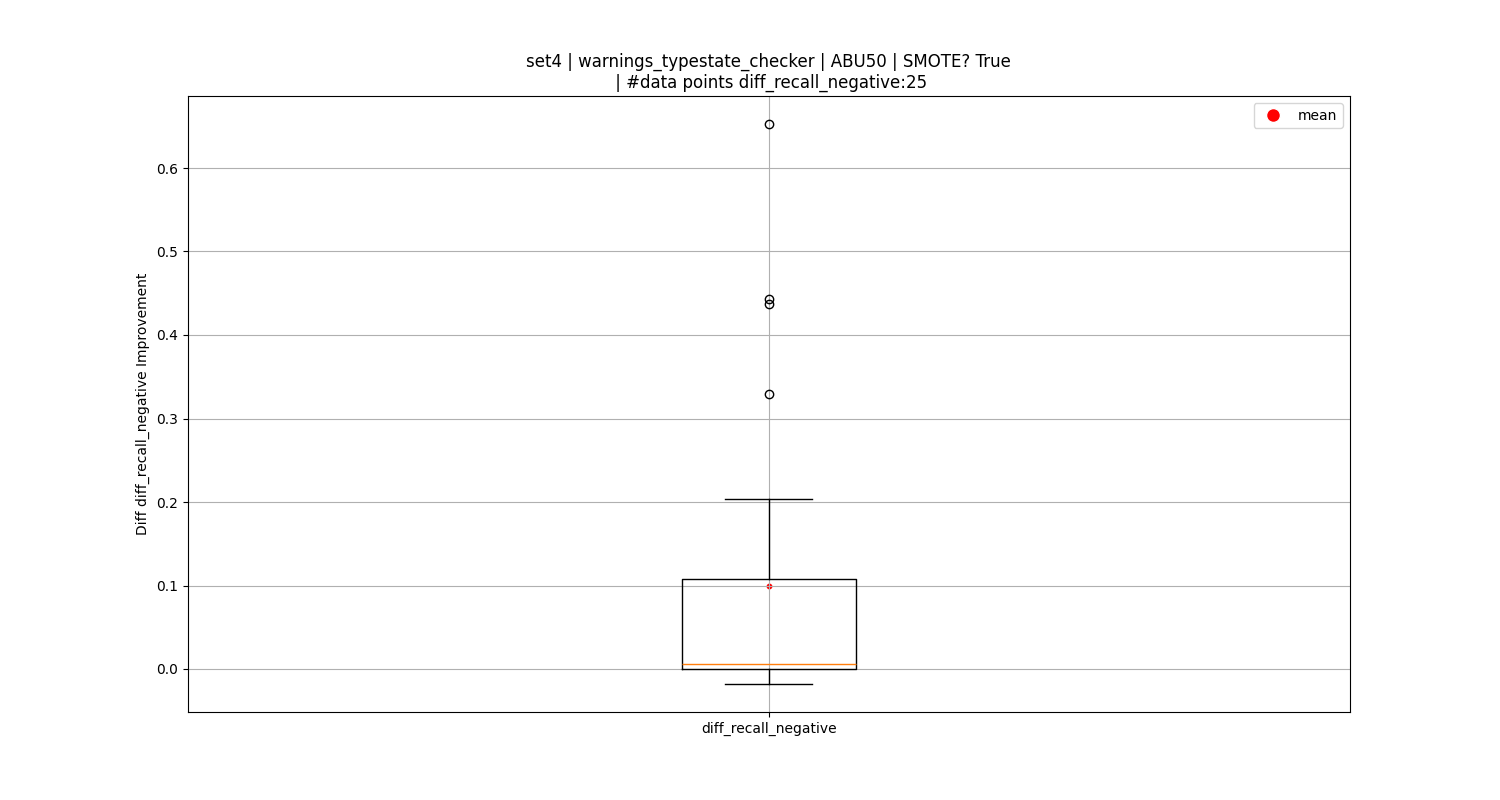 set4 | warnings_typestate_checker | ABU50 | SMOTE? True
| #data points diff_recall_negative:25
mean
0.6
0.5
0.4
0.3
0.2
0.1
0.0
Diff diff_recall_negative Improvement
diff_recall_negative